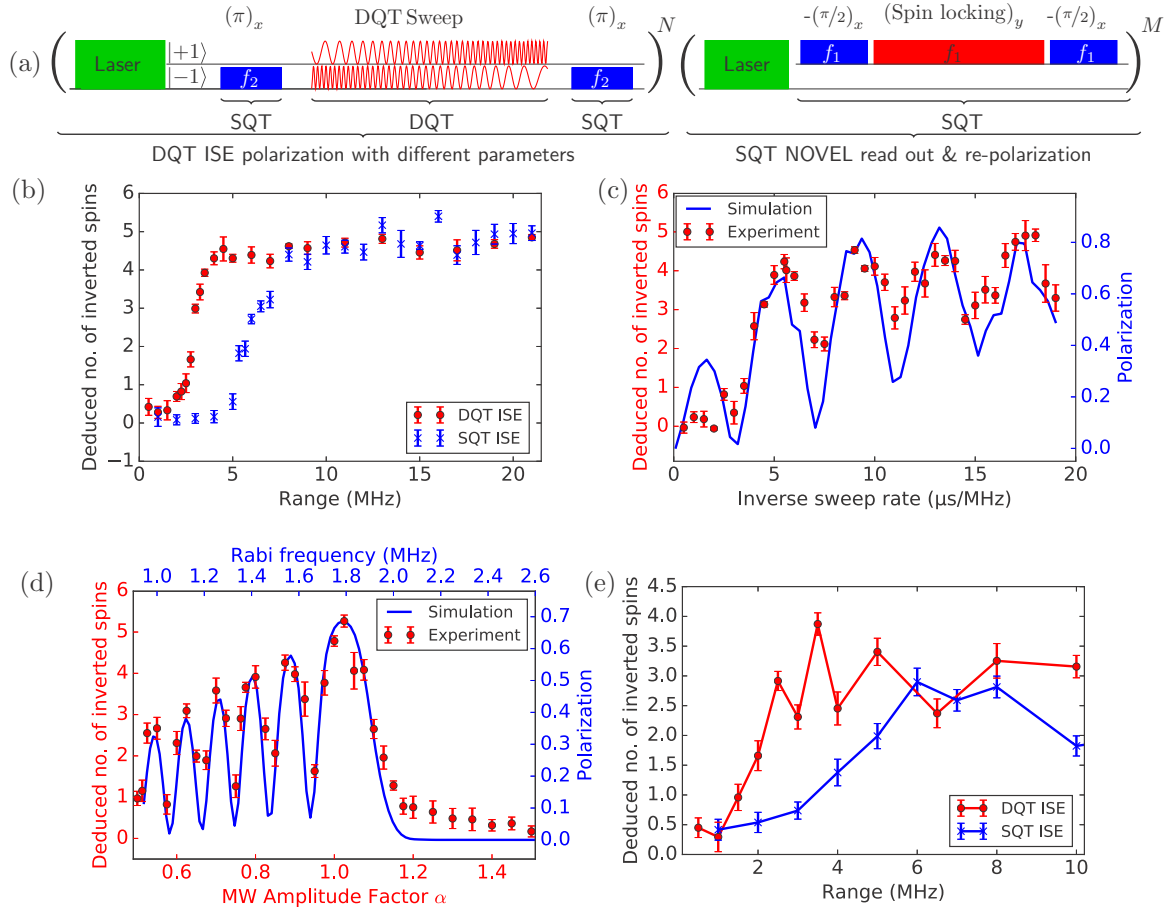 (π)ₓ DQT Sweep (π)ₓ N -(π/2)ₓ (Spin locking)ᵧ -(π/2)ₓ M
(a) Laser |+1⟩ |−1⟩ f₂ f₂ Laser f₁ f₁ f₁
SQT DQT SQT SQT
DQT ISE polarization with different parameters SQT NOVEL read out & re-polarization
(b)
Deduced no. of inverted spins
6
5
4
3
2
1
0
−1
DQT ISE
SQT ISE
0 5 10 15 20
Range (MHz)
(c)
Deduced no. of inverted spins
6
5
4
3
2
1
0
Simulation
Experiment
0.8
0.6
0.4
0.2
0.0
Polarization
0 5 10 15 20
Inverse sweep rate (μs/MHz)
(d)
Rabi frequency (MHz)
1.0 1.2 1.4 1.6 1.8 2.0 2.2 2.4 2.6
Deduced no. of inverted spins
6
5
4
3
2
1
0
Simulation
Experiment
0.7
0.6
0.5
0.4
0.3
0.2
0.1
0.0
Polarization
0.6 0.8 1.0 1.2 1.4
MW Amplitude Factor α
(e)
Deduced no. of inverted spins
4.5
4.0
3.5
3.0
2.5
2.0
1.5
1.0
0.5
0.0
DQT ISE
SQT ISE
0 2 4 6 8 10
Range (MHz)